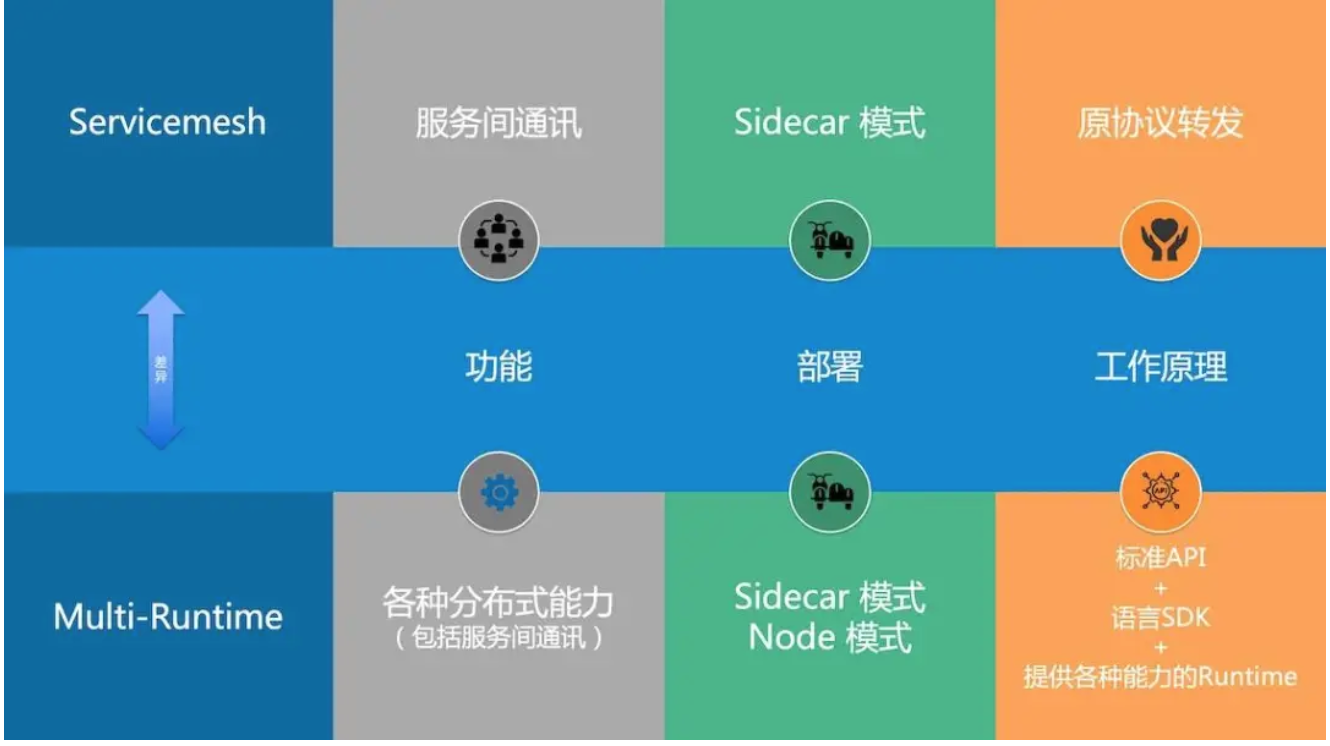 Servicemesh
服务间通讯
Sidecar 模式
原协议转发
差异
功能
部署
工作原理
Multi-Runtime
各种分布式能力
（包括服务间通讯）
Sidecar 模式
Node 模式
API
标准API
+
语言SDK
+
提供各种能力的Runtime